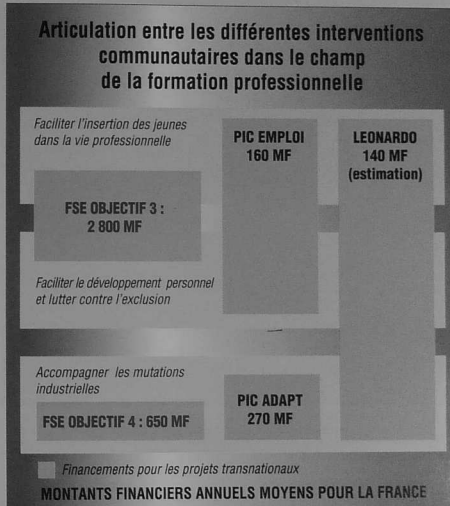 Articulation entre les différentes interventions
communautaires dans le champ
de la formation professionnelle
Faciliter l'insertion des jeunes
dans la vie professionnelle
PIC EMPLOI
160 MF
LEONARDO
140 MF
(estimation)
FSE OBJECTIF 3 :
2 800 MF
Faciliter le développement personnel
et lutter contre l'exclusion
Accompagner les mutations
industrielles
PIC ADAPT
270 MF
FSE OBJECTIF 4 : 650 MF
Financements pour les projets transnationaux
MONTANTS FINANCIERS ANNUELS MOYENS POUR LA FRANCE